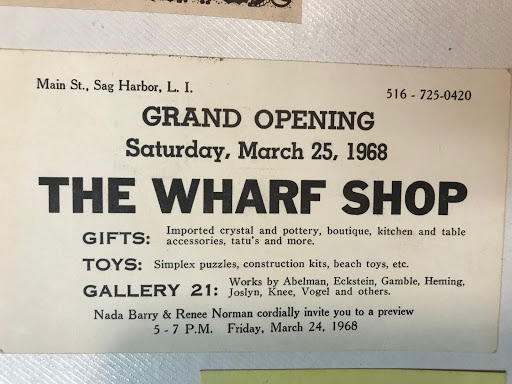 Main St., Sag Harbor, L. I.
516 - 725-0420
GRAND OPENING
Saturday, March 25, 1968
THE WHARF SHOP
GIFTS: Imported crystal and pottery, boutique, kitchen and table
accessories, tatu's and more.
TOYS: Simplex puzzles, construction kits, beach toys, etc.
GALLERY 21: Works by Abelman, Eckstein, Gamble, Heming,
Joslyn, Knee, Vogel and others.
Nada Barry & Renee Norman cordially invite you to a preview
5 - 7 P.M. Friday, March 24, 1968